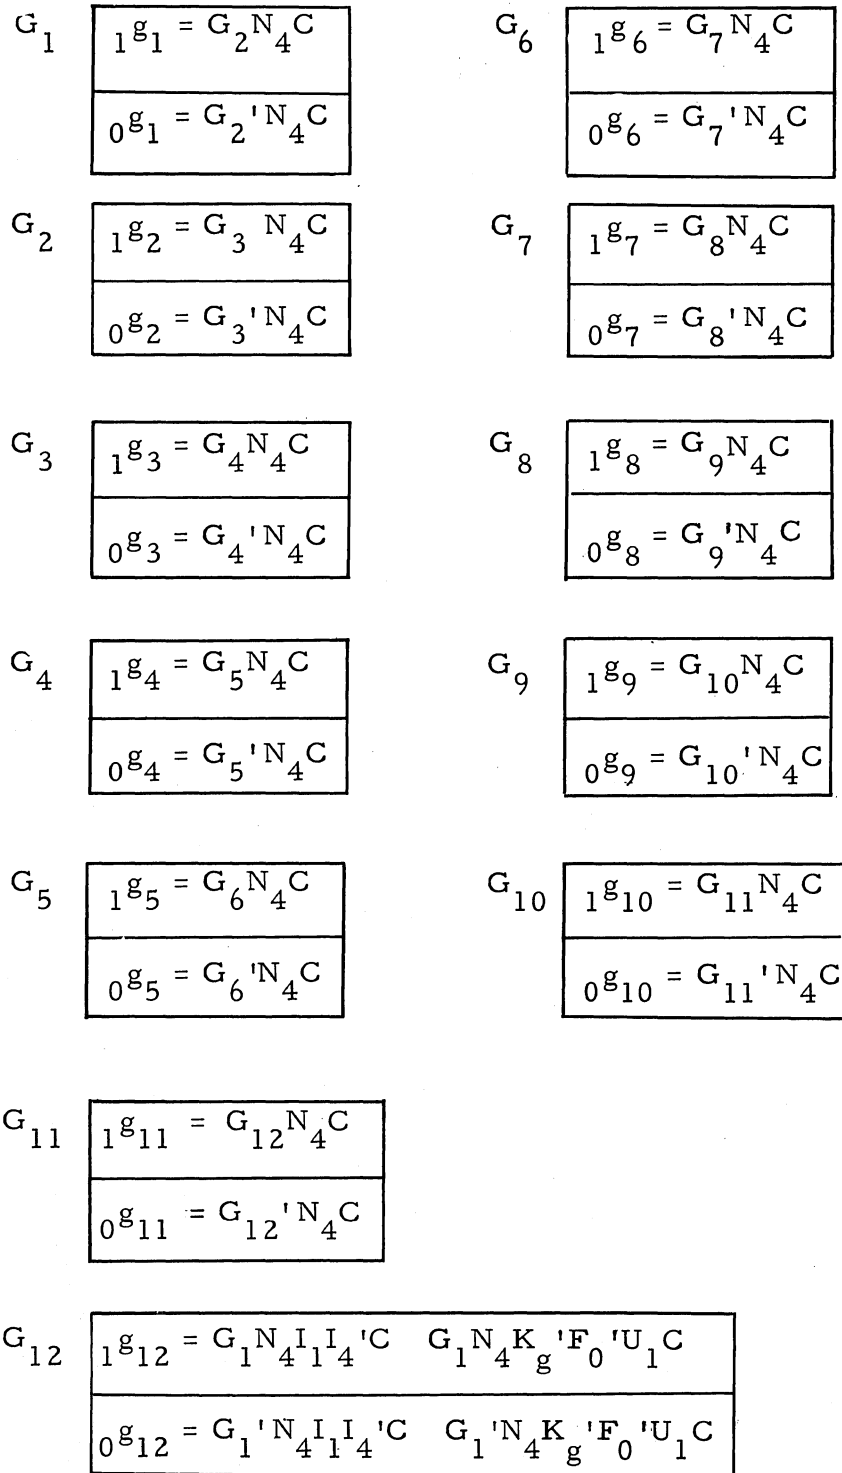 G₁ ₁g₁ = G₂N₄C
₀g₁ = G₂'N₄C
G₂ ₁g₂ = G₃ N₄C
₀g₂ = G₃'N₄C
G₃ ₁g₃ = G₄N₄C
₀g₃ = G₄'N₄C
G₄ ₁g₄ = G₅N₄C
₀g₄ = G₅'N₄C
G₅ ₁g₅ = G₆N₄C
₀g₅ = G₆'N₄C
G₆ ₁g₆ = G₇N₄C
₀g₆ = G₇'N₄C
G₇ ₁g₇ = G₈N₄C
₀g₇ = G₈'N₄C
G₈ ₁g₈ = G₉N₄C
₀g₈ = G₉'N₄C
G₉ ₁g₉ = G₁₀N₄C
₀g₉ = G₁₀'N₄C
G₁₀ ₁g₁₀ = G₁₁N₄C
₀g₁₀ = G₁₁'N₄C
G₁₁ ₁g₁₁ = G₁₂N₄C
₀g₁₁ = G₁₂'N₄C
G₁₂ ₁g₁₂ = G₁N₄I₁I₄'C G₁N₄K_g'F₀'U₁C
₀g₁₂ = G₁'N₄I₁I₄'C G₁'N₄K_g'F₀'U₁C